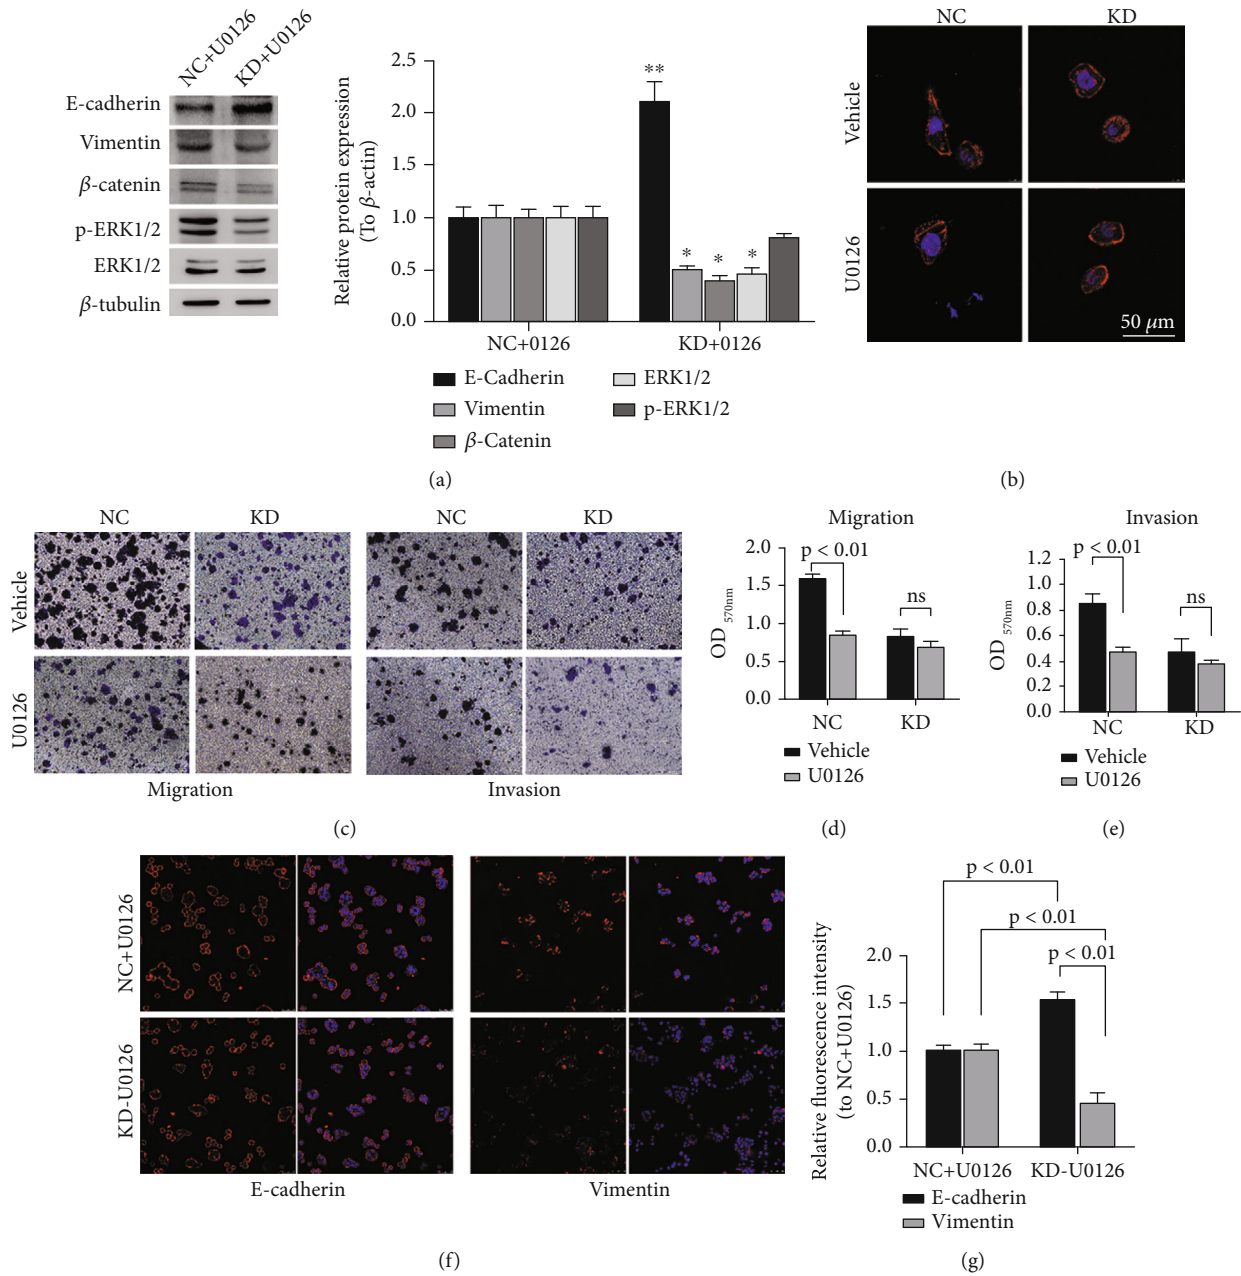 NC+U0126
KD+U0126
E-cadherin
Vimentin
β-catenin
p-ERK1/2
ERK1/2
β-tubulin
Relative protein expression
(To β-actin)
2.5
2.0
1.5
1.0
0.5
0.0
**
*
*
*
NC+0126
KD+0126
E-Cadherin
Vimentin
β-Catenin
ERK1/2
p-ERK1/2
(a)
NC
KD
Vehicle
U0126
50 μm
(b)
NC
KD
NC
KD
Vehicle
U0126
Migration
Invasion
(c)
Migration
OD 570nm
2.0
1.5
1.0
0.5
0.0
p < 0.01
ns
NC
KD
Vehicle
U0126
(d)
Invasion
OD 570nm
1.2
1.0
0.8
0.6
0.4
0.2
0.0
p < 0.01
ns
NC
KD
Vehicle
U0126
(e)
NC+U0126
KD-U0126
E-cadherin
Vimentin
(f)
Relative fluorescence intensity
(to NC+U0126)
2.0
1.5
1.0
0.5
0.0
p < 0.01
p < 0.01
p < 0.01
NC+U0126
KD-U0126
E-cadherin
Vimentin
(g)